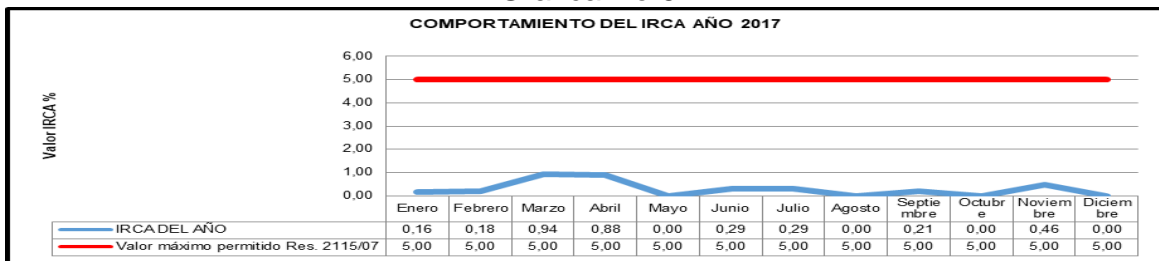 COMPORTAMIENTO DEL IRCA AÑO 2017
Valor IRCA %
6,00
5,00
4,00
3,00
2,00
1,00
0,00
Enero Febrero Marzo Abril Mayo Junio Julio Agosto Septie mbre Octubr e Noviem bre Diciem bre
IRCA DEL AÑO 0,16 0,18 0,94 0,88 0,00 0,29 0,29 0,00 0,21 0,00 0,46 0,00
Valor máximo permitido Res. 2115/07 5,00 5,00 5,00 5,00 5,00 5,00 5,00 5,00 5,00 5,00 5,00 5,00